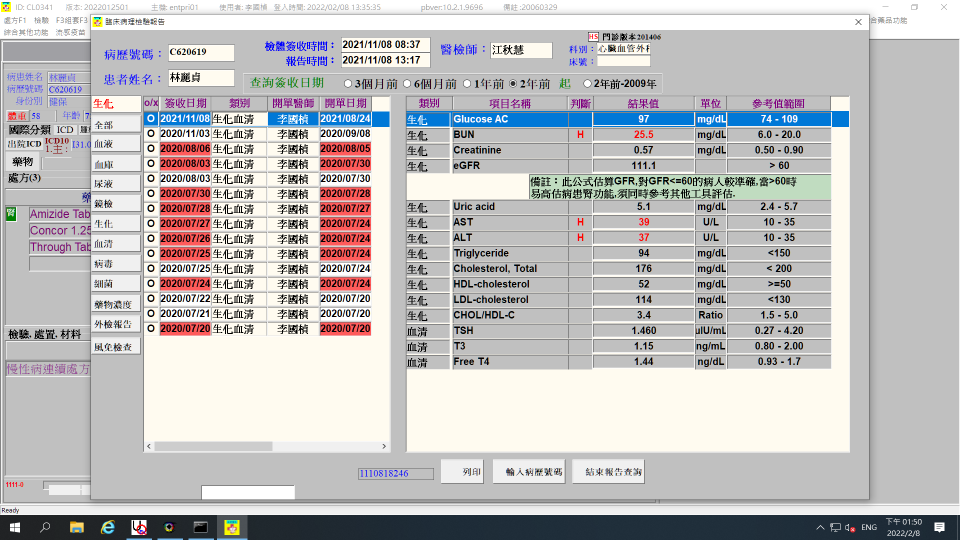 ID: CL0341 版本: 2022012501 主檔: entpri01 使用者: 李國楨 登入時間: 2022/02/08 13:35:35 pbver:10.2.1.9696 備註:20060329
處方F1 檢驗 F3組套F3
綜合其他功能 流感疫苗
臨床病理檢驗報告
病歷號碼: C620619
患者姓名: 林麗貞
檢體簽收時間: 2021/11/08 08:37
報告時間: 2021/11/08 13:17
醫檢師: 江秋慧
HS 門診版本201406
科別: 心臟血管外科
床號:
查詢簽收日期 3個月前 6個月前 1年前 2年前 起 2年前-2009年
病患姓名 林麗貞
病歷號碼 C620619
身份別 健保
體重 58 年齡
國際分類 ICD
出院ICD ICD10 1.主: I31.0
藥物
處方(3)
腎 Amizide Tab
Concor 1.25
Through Tab
檢驗, 處置, 材料
慢性病連續處方
1111-0
Ready
生化
全部
血液
血庫
尿液
鏡檢
生化
血清
病毒
細菌
藥物濃度
外檢報告
風免檢查
o/x 簽收日期 類別 開單醫師 開單日期
O 2021/11/08 生化血清 李國楨 2021/08/24
O 2020/11/03 生化血清 李國楨 2020/09/08
O 2020/08/06 生化血清 李國楨 2020/08/05
O 2020/08/03 生化血清 李國楨 2020/07/30
O 2020/08/03 生化血清 李國楨 2020/07/30
O 2020/07/30 生化血清 李國楨 2020/07/28
O 2020/07/28 生化血清 李國楨 2020/07/27
O 2020/07/27 生化血清 李國楨 2020/07/24
O 2020/07/26 生化血清 李國楨 2020/07/24
O 2020/07/25 生化血清 李國楨 2020/07/24
O 2020/07/25 生化血清 李國楨 2020/07/24
O 2020/07/24 生化血清 李國楨 2020/07/24
O 2020/07/22 生化血清 李國楨 2020/07/20
O 2020/07/21 生化血清 李國楨 2020/07/20
O 2020/07/20 生化血清 李國楨 2020/07/20
類別 項目名稱 判斷 結果值 單位 參考值範圍
生化 Glucose AC 97 mg/dL 74 - 109
生化 BUN H 25.5 mg/dL 6.0 - 20.0
生化 Creatinine 0.57 mg/dL 0.50 - 0.90
生化 eGFR 111.1 > 60
備註：此公式估算GFR,對GFR<=60的病人較準確,當>60時
易高估病患腎功能,須同時參考其他工具評估.
生化 Uric acid 5.1 mg/dL 2.4 - 5.7
生化 AST H 39 U/L 10 - 35
生化 ALT H 37 U/L 10 - 35
生化 Triglyceride 94 mg/dL <150
生化 Cholesterol, Total 176 mg/dL < 200
生化 HDL-cholesterol 52 mg/dL >=50
生化 LDL-cholesterol 114 mg/dL <130
生化 CHOL/HDL-C 3.4 Ratio 1.5 - 5.0
血清 TSH 1.460 uIU/mL 0.27 - 4.20
血清 T3 1.15 ng/mL 0.80 - 2.00
血清 Free T4 1.44 ng/dL 0.93 - 1.7
1110818246 列印 輸入病歷號碼 結束報告查詢
ENG 下午 01:50
2022/2/8